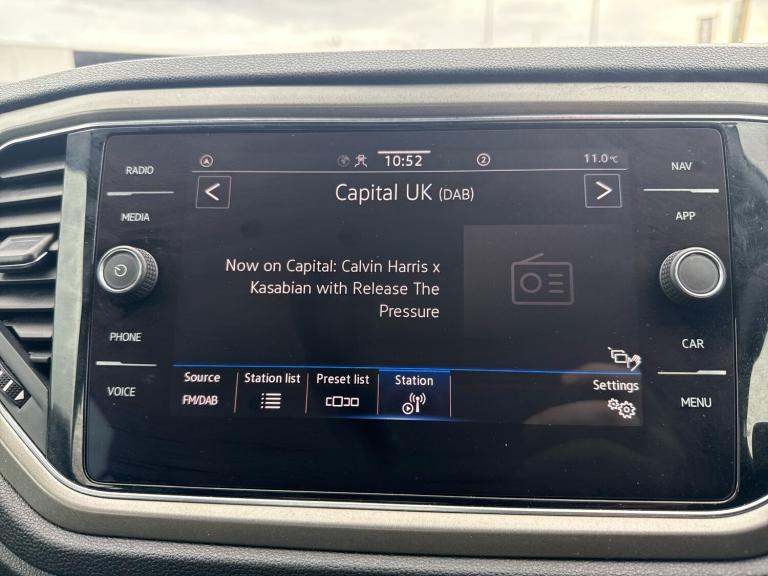 RADIO
MEDIA
PHONE
VOICE
10:52
2
11.0°C
Capital UK (DAB)
Now on Capital: Calvin Harris x
Kasabian with Release The
Pressure
Source
FM/DAB
Station list
Preset list
Station
Settings
NAV
APP
CAR
MENU